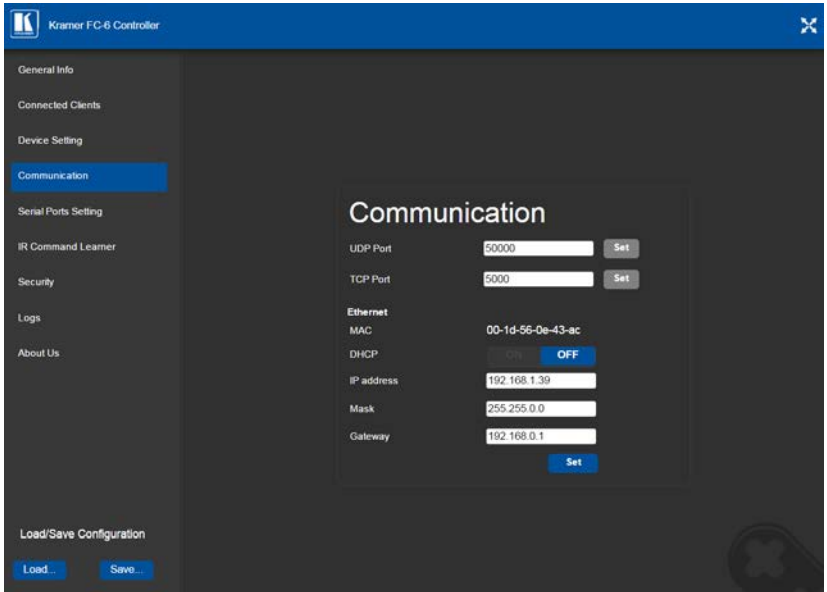 Kramer FC-6 Controller
General Info
Connected Clients
Device Setting
Communication
Serial Ports Setting
IR Command Learner
Security
Logs
About Us
Load/Save Configuration
Load... Save...
Communication
UDP Port 50000 Set
TCP Port 5000 Set
Ethernet
MAC 00-1d-56-0e-43-ac
DHCP ON OFF
IP address 192.168.1.39
Mask 255.255.0.0
Gateway 192.168.0.1
Set